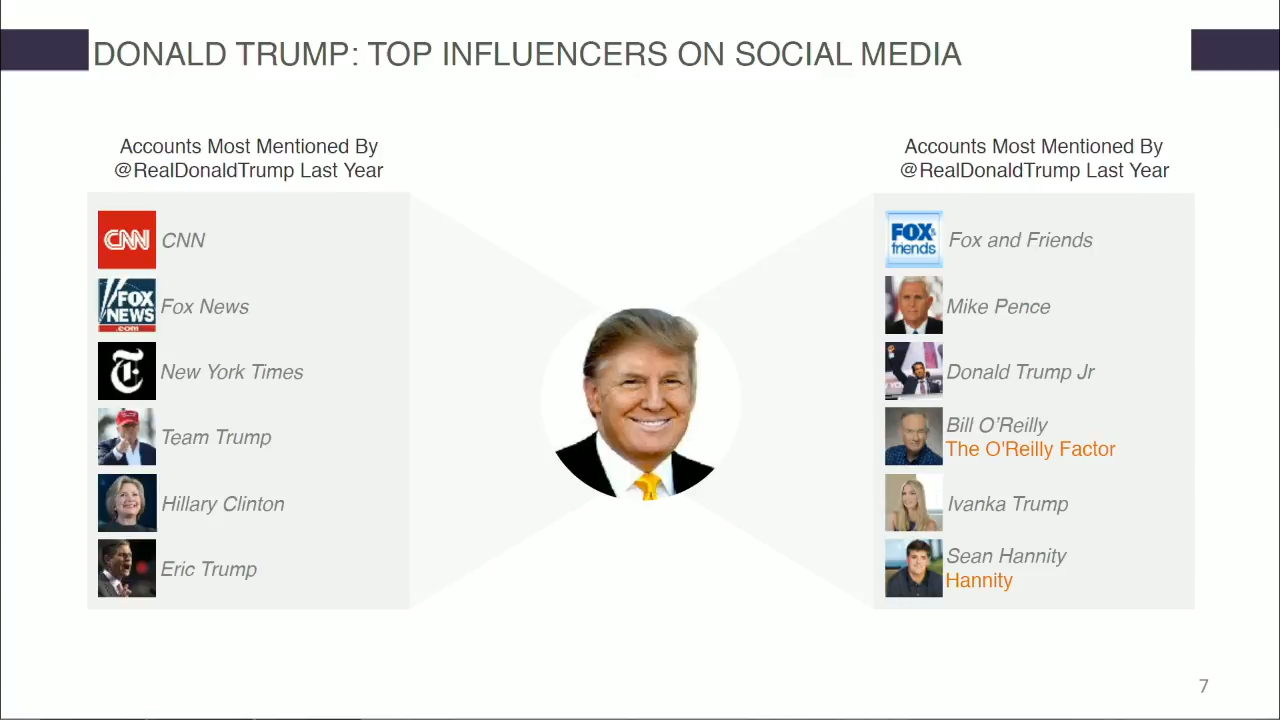 DONALD TRUMP: TOP INFLUENCERS ON SOCIAL MEDIA
Accounts Most Mentioned By
@RealDonaldTrump Last Year
CNN
CNN
FOX
NEWS
.com
Fox News
T
New York Times
Team Trump
Hillary Clinton
Eric Trump
Accounts Most Mentioned By
@RealDonaldTrump Last Year
FOX&
friends
Fox and Friends
Mike Pence
Donald Trump Jr
Bill O’Reilly
The O'Reilly Factor
Ivanka Trump
Sean Hannity
Hannity
7